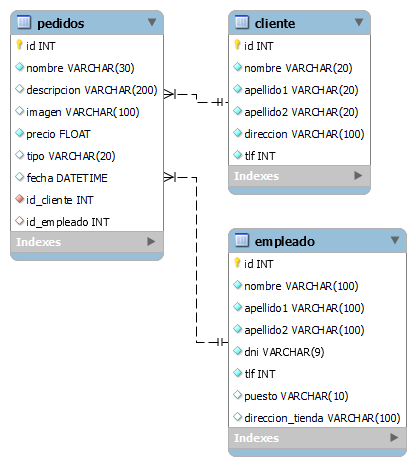 pedidos
id INT
nombre VARCHAR(30)
descripcion VARCHAR(200)
imagen VARCHAR(100)
precio FLOAT
tipo VARCHAR(20)
fecha DATETIME
id_cliente INT
id_empleado INT
Indexes
cliente
id INT
nombre VARCHAR(20)
apellido1 VARCHAR(20)
apellido2 VARCHAR(20)
direccion VARCHAR(100)
tlf INT
Indexes
empleado
id INT
nombre VARCHAR(100)
apellido1 VARCHAR(100)
apellido2 VARCHAR(100)
dni VARCHAR(9)
tlf INT
puesto VARCHAR(10)
direccion_tienda VARCHAR(100)
Indexes